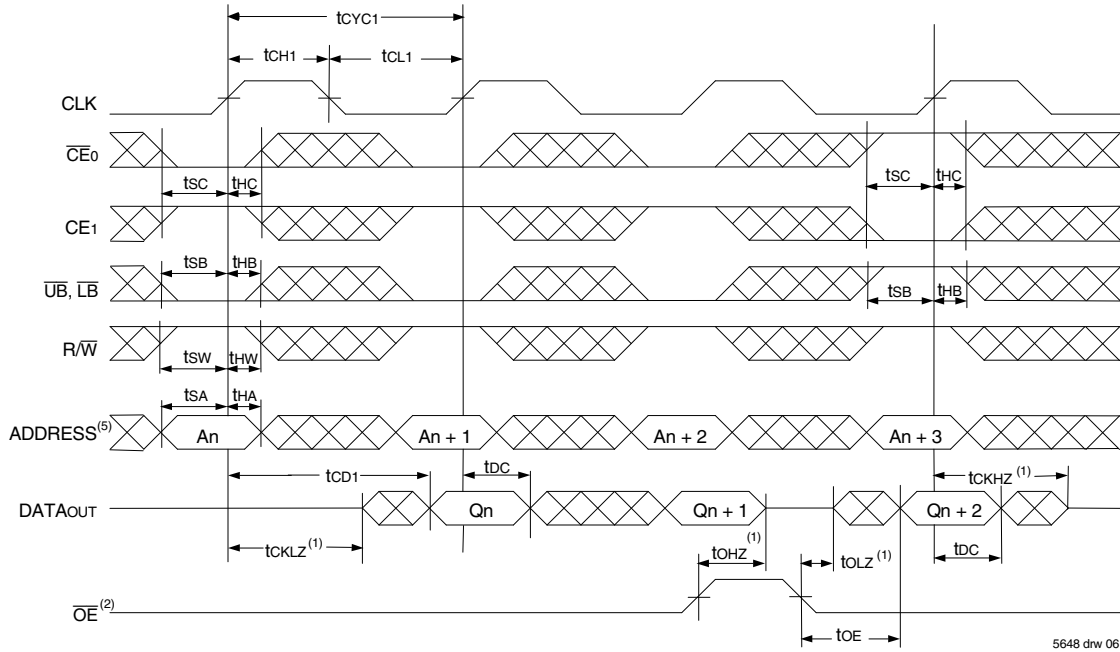 tCYC1
tCH1 tCL1
CLK
CE0
tSC tHC tSC tHC
CE1
tSB tHB
UB, LB
tSB tHB
R/W
tSW tHW
tSA tHA
ADDRESS(5) An An + 1 An + 2 An + 3
tCD1 tDC tCKHZ (1)
DATAOUT Qn Qn + 1 Qn + 2
tCKLZ (1) tOHZ (1) tOLZ (1) tDC
OE (2)
tOE
5648 drw 06